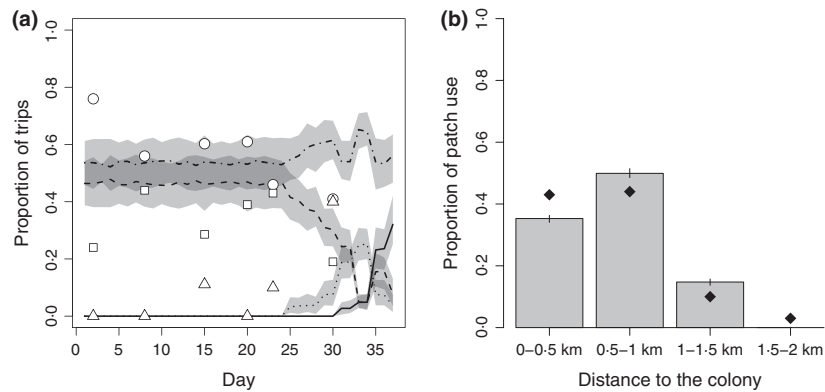 (a)
Proportion of trips
1·0
0·8
0·6
0·4
0·2
0·0
0 5 10 15 20 25 30 35
Day
(b)
Proportion of patch use
1·0
0·8
0·6
0·4
0·2
0·0
0–0·5 km 0·5–1 km 1–1·5 km 1·5–2 km
Distance to the colony